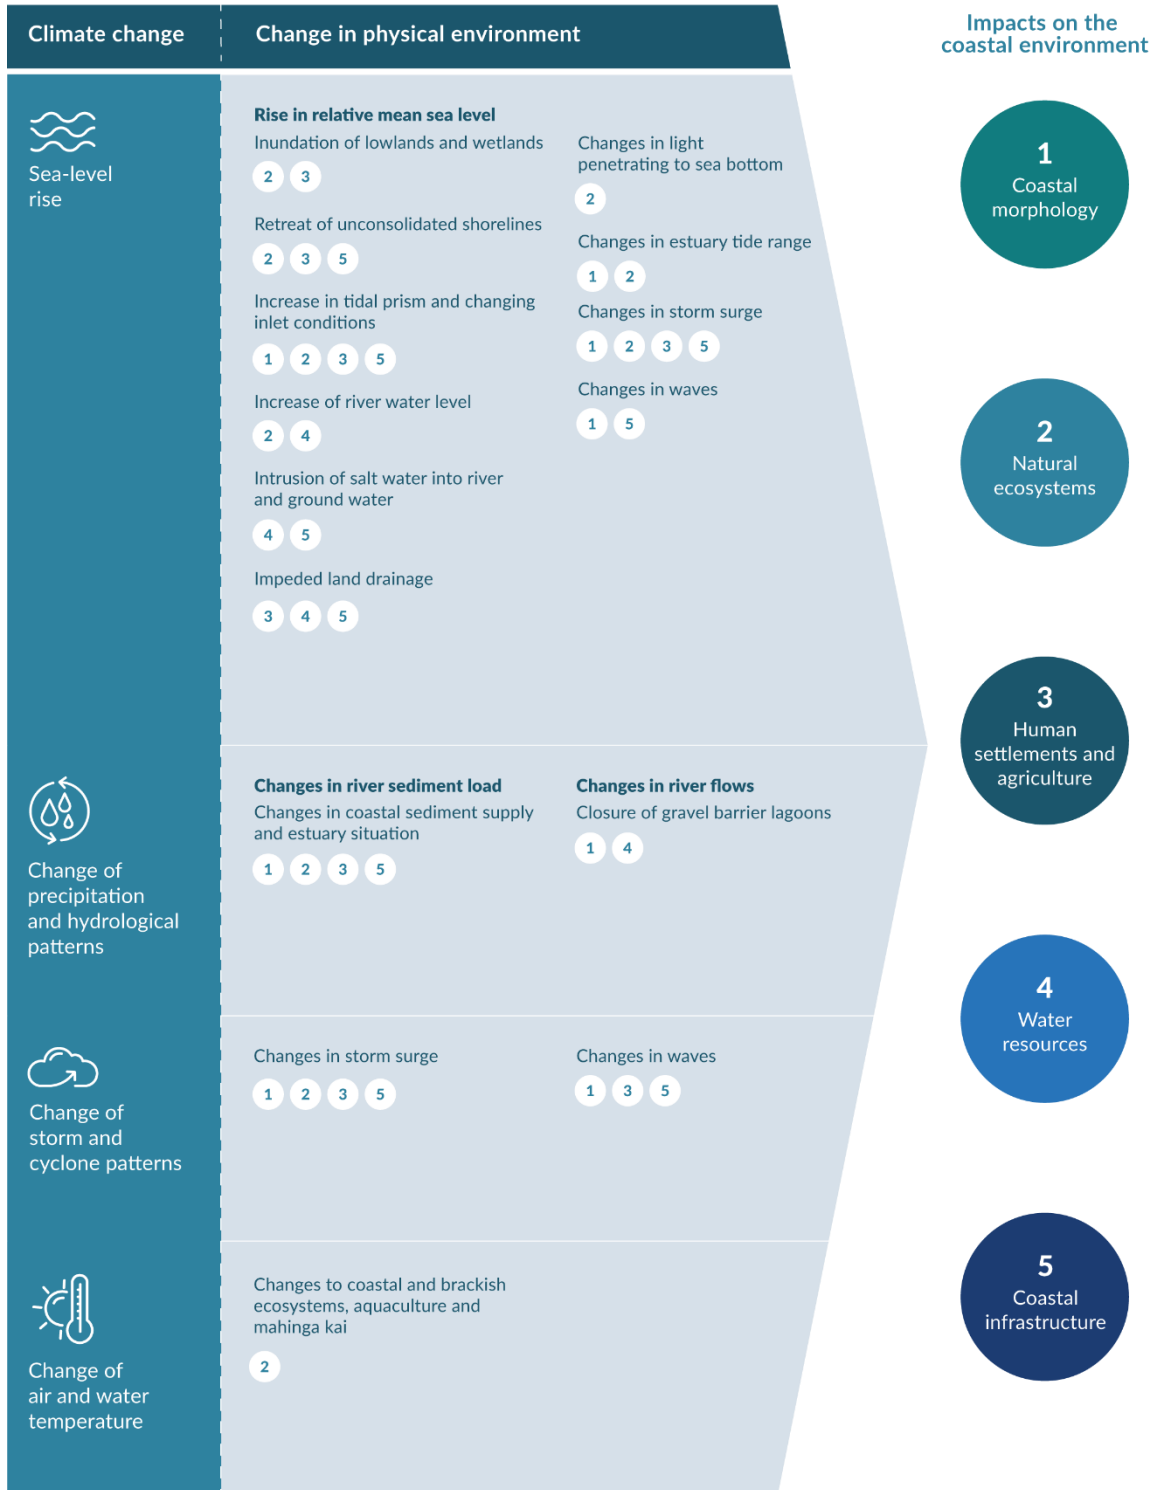 Climate change
Change in physical environment
Impacts on the
coastal environment
Sea-level
rise
Rise in relative mean sea level
Inundation of lowlands and wetlands
2 3
Retreat of unconsolidated shorelines
2 3 5
Increase in tidal prism and changing
inlet conditions
1 2 3 5
Increase of river water level
2 4
Intrusion of salt water into river
and ground water
4 5
Impeded land drainage
3 4 5
Changes in light
penetrating to sea bottom
2
Changes in estuary tide range
1 2
Changes in storm surge
1 2 3 5
Changes in waves
1 5
Change of
precipitation
and hydrological
patterns
Changes in river sediment load
Changes in coastal sediment supply
and estuary situation
1 2 3 5
Changes in river flows
Closure of gravel barrier lagoons
1 4
Change of
storm and
cyclone patterns
Changes in storm surge
1 2 3 5
Changes in waves
1 3 5
Change of
air and water
temperature
Changes to coastal and brackish
ecosystems, aquaculture and
mahinga kai
2
1
Coastal
morphology
2
Natural
ecosystems
3
Human
settlements and
agriculture
4
Water
resources
5
Coastal
infrastructure